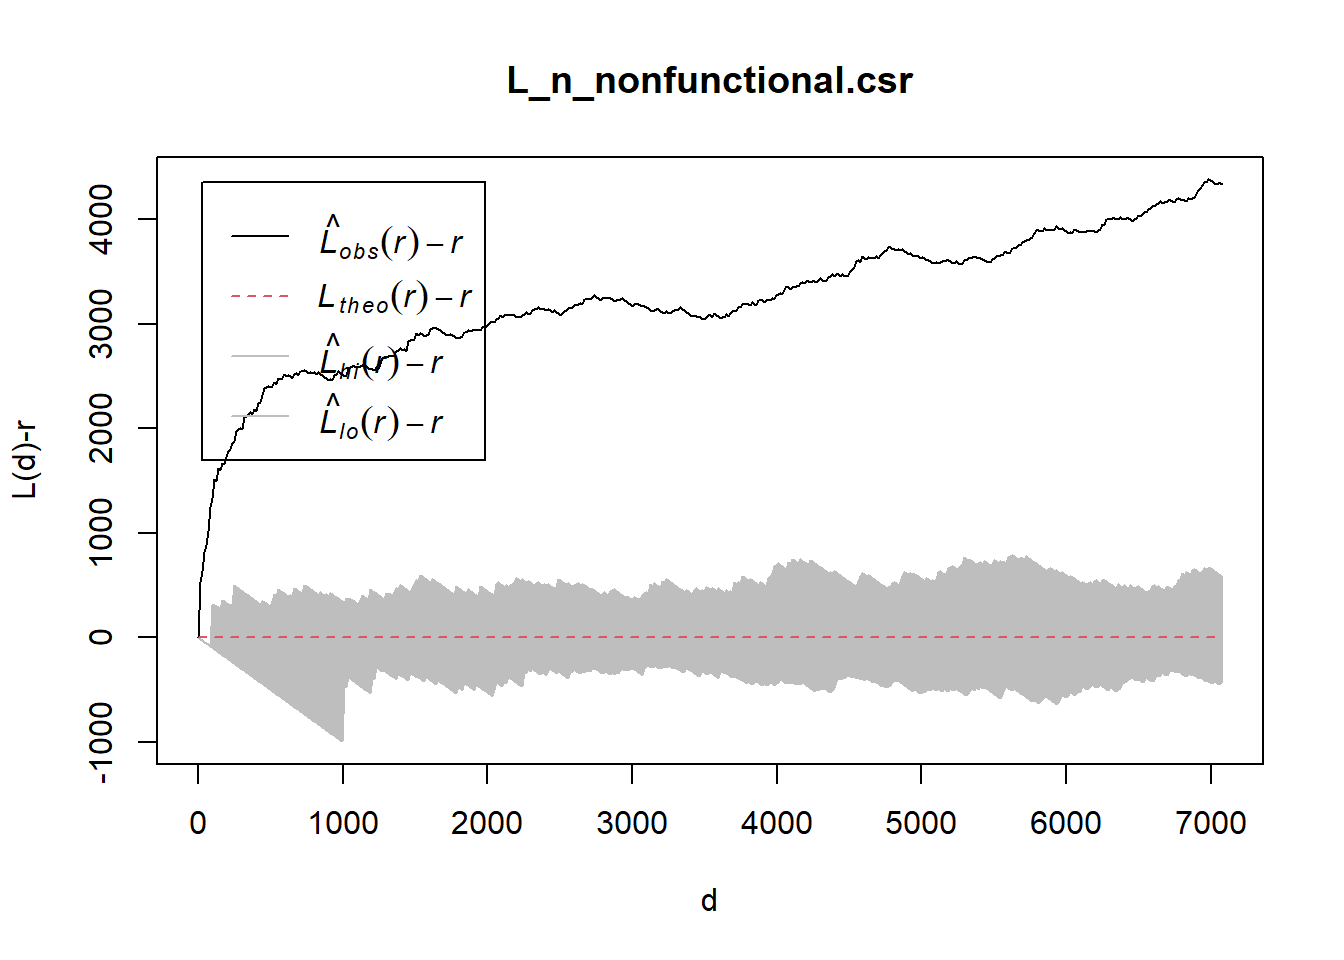 L_n_nonfunctional.csr
L(d)-r
4000
3000
2000
1000
0
-1000
L̂obs(r) − r
Ltheo(r) − r
L̂hi(r) − r
L̂lo(r) − r
0 1000 2000 3000 4000 5000 6000 7000
d